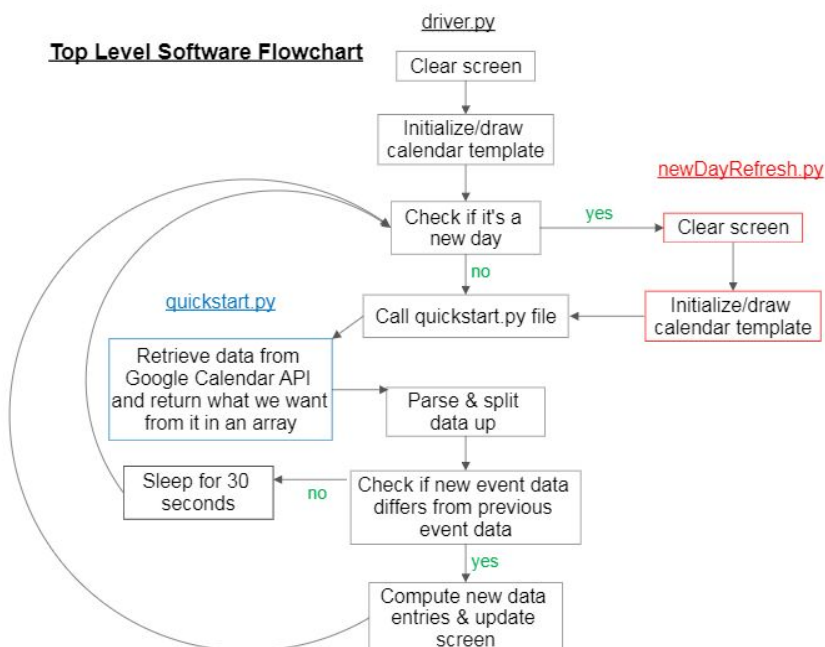 driver.py
Top Level Software Flowchart
Clear screen
Initialize/draw
calendar template
newDayRefresh.py
Check if it's a
new day
yes
Clear screen
no
quickstart.py
Call quickstart.py file
Initialize/draw
calendar template
Retrieve data from
Google Calendar API
and return what we want
from it in an array
Parse & split
data up
Sleep for 30
seconds
no
Check if new event data
differs from previous
event data
yes
Compute new data
entries & update
screen